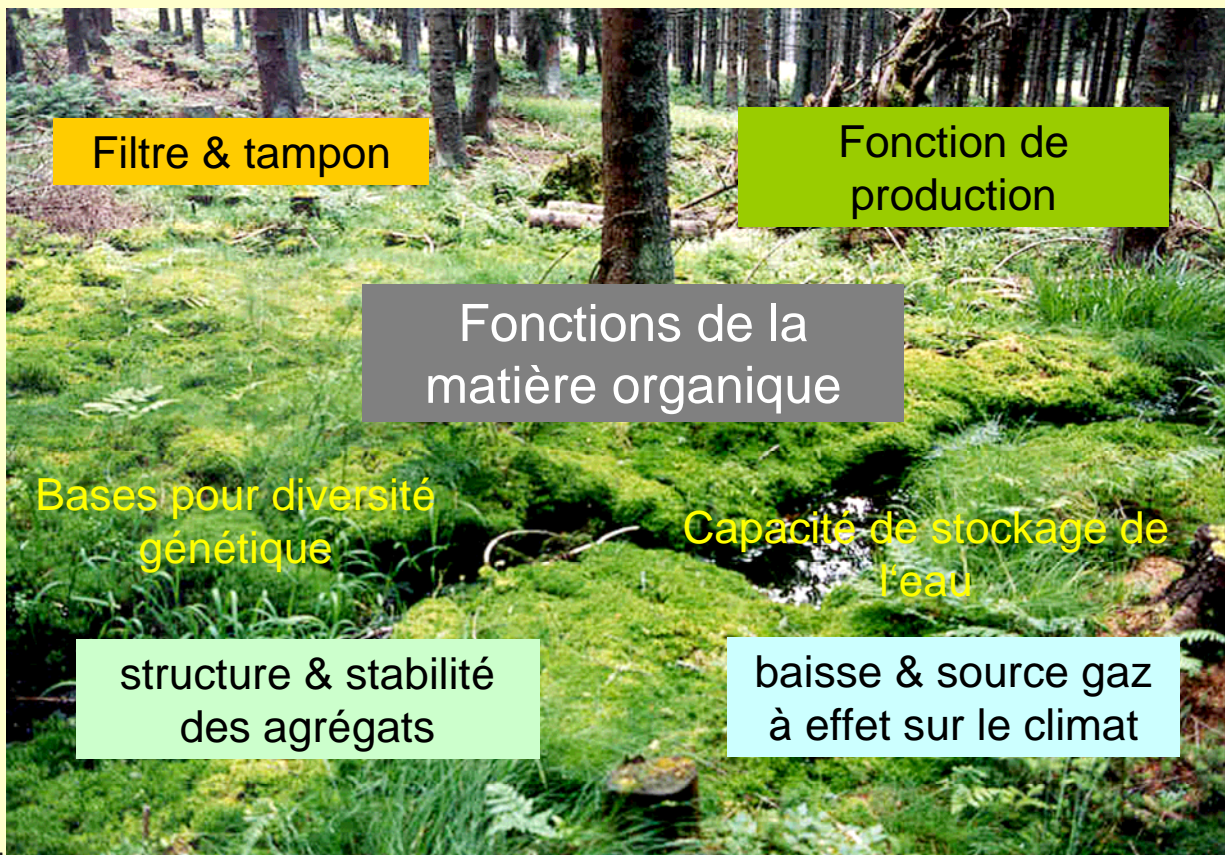 Filtre & tampon
Fonction de
production
Fonctions de la
matière organique
Bases pour diversité
génétique
Capacité de stockage de
l‘eau
structure & stabilité
des agrégats
baisse & source gaz
à effet sur le climat